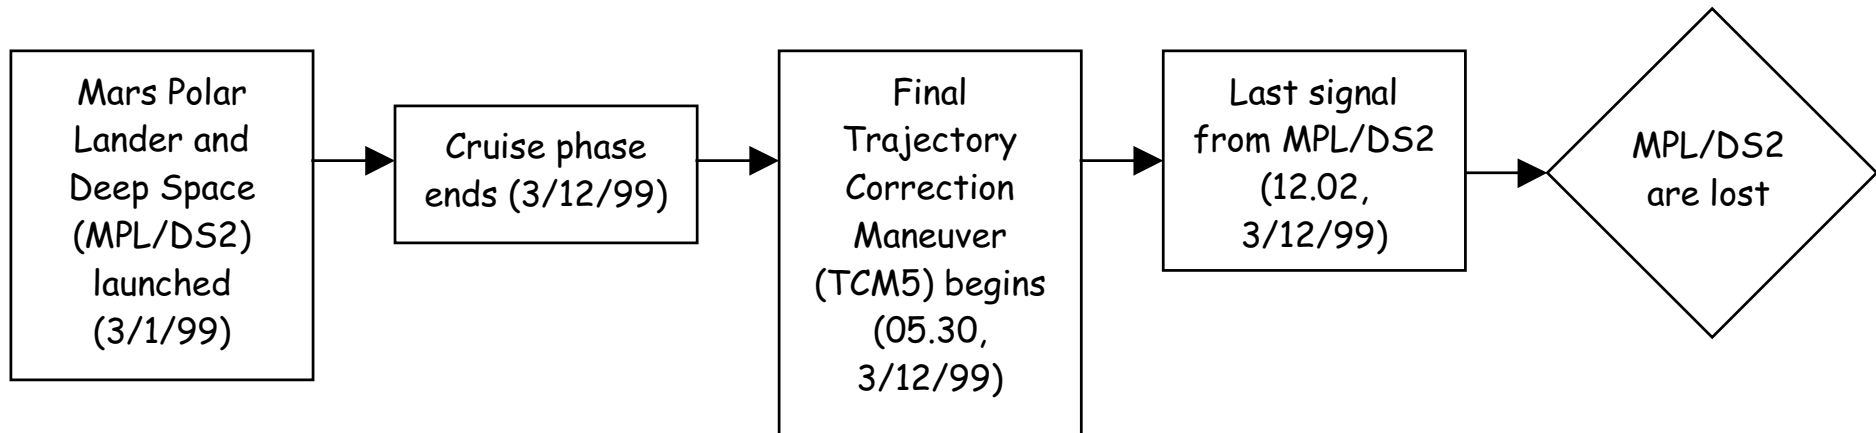 Mars Polar
Lander and
Deep Space
(MPL/DS2)
launched
(3/1/99)
Cruise phase
ends (3/12/99)
Final
Trajectory
Correction
Maneuver
(TCM5) begins
(05.30,
3/12/99)
Last signal
from MPL/DS2
(12.02,
3/12/99)
MPL/DS2
are lost